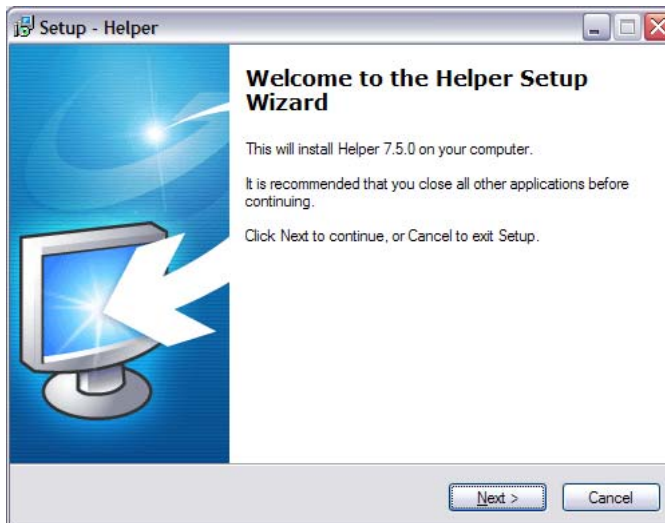 Setup - Helper
Welcome to the Helper Setup
Wizard
This will install Helper 7.5.0 on your computer.
It is recommended that you close all other applications before
continuing.
Click Next to continue, or Cancel to exit Setup.
Next >
Cancel